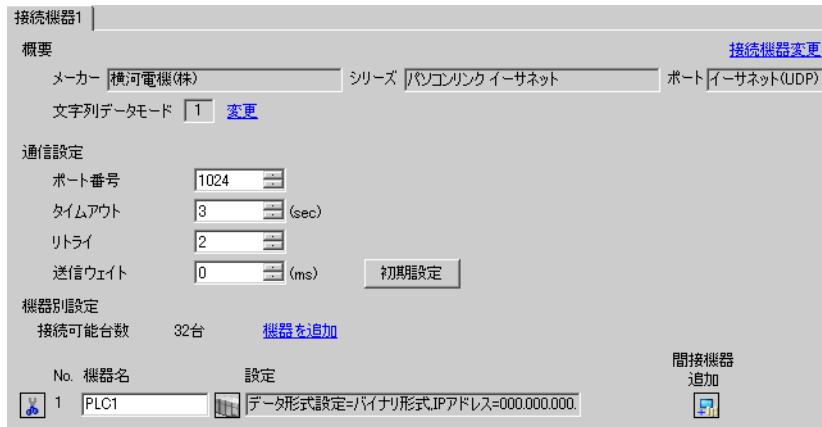 接続機器1
概要
接続機器変更
メーカー 横河電機(株) シリーズ パソコンリンク イーサネット ポート イーサネット(UDP)
文字列データモード 1 変更
通信設定
ポート番号 1024
タイムアウト 3 (sec)
リトライ 2
送信ウェイト 0 (ms) 初期設定
機器別設定
接続可能台数 32台 機器を追加
間接機器
追加
No. 機器名 設定
1 PLC1 データ形式設定=バイナリ形式,IPアドレス=000.000.000.